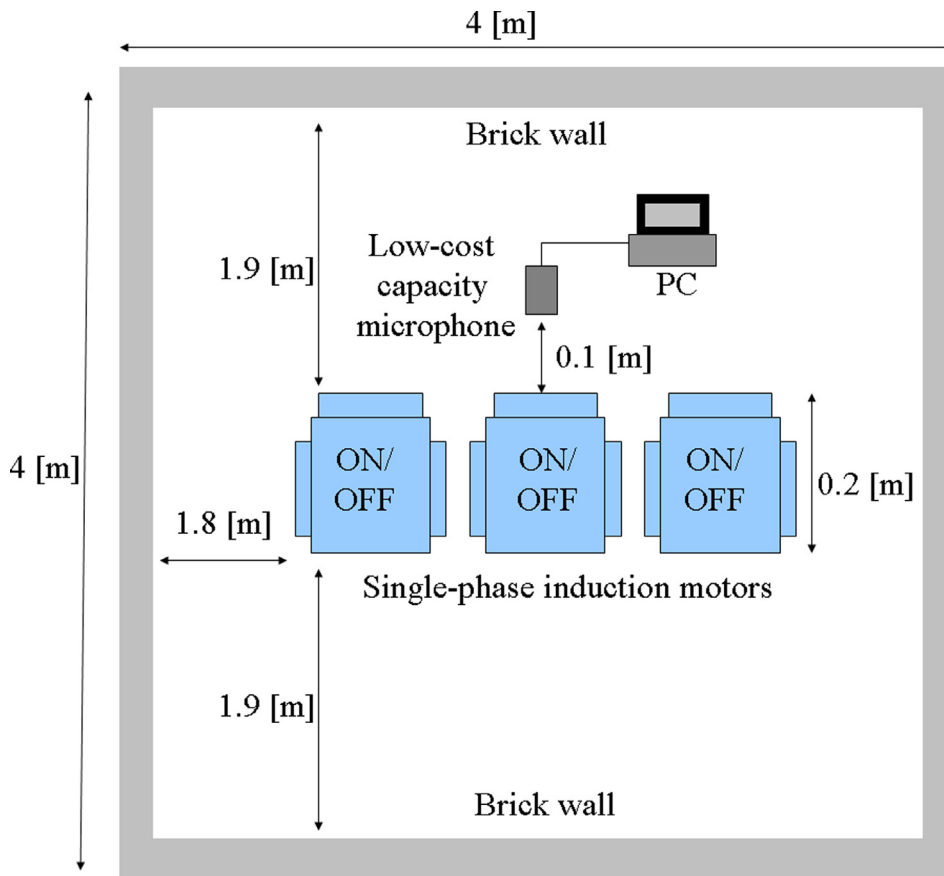 4 [m]
Brick wall
Low-cost
capacity
microphone
PC
1.9 [m]
0.1 [m]
4 [m]
ON/
OFF
ON/
OFF
ON/
OFF
0.2 [m]
1.8 [m]
Single-phase induction motors
1.9 [m]
Brick wall